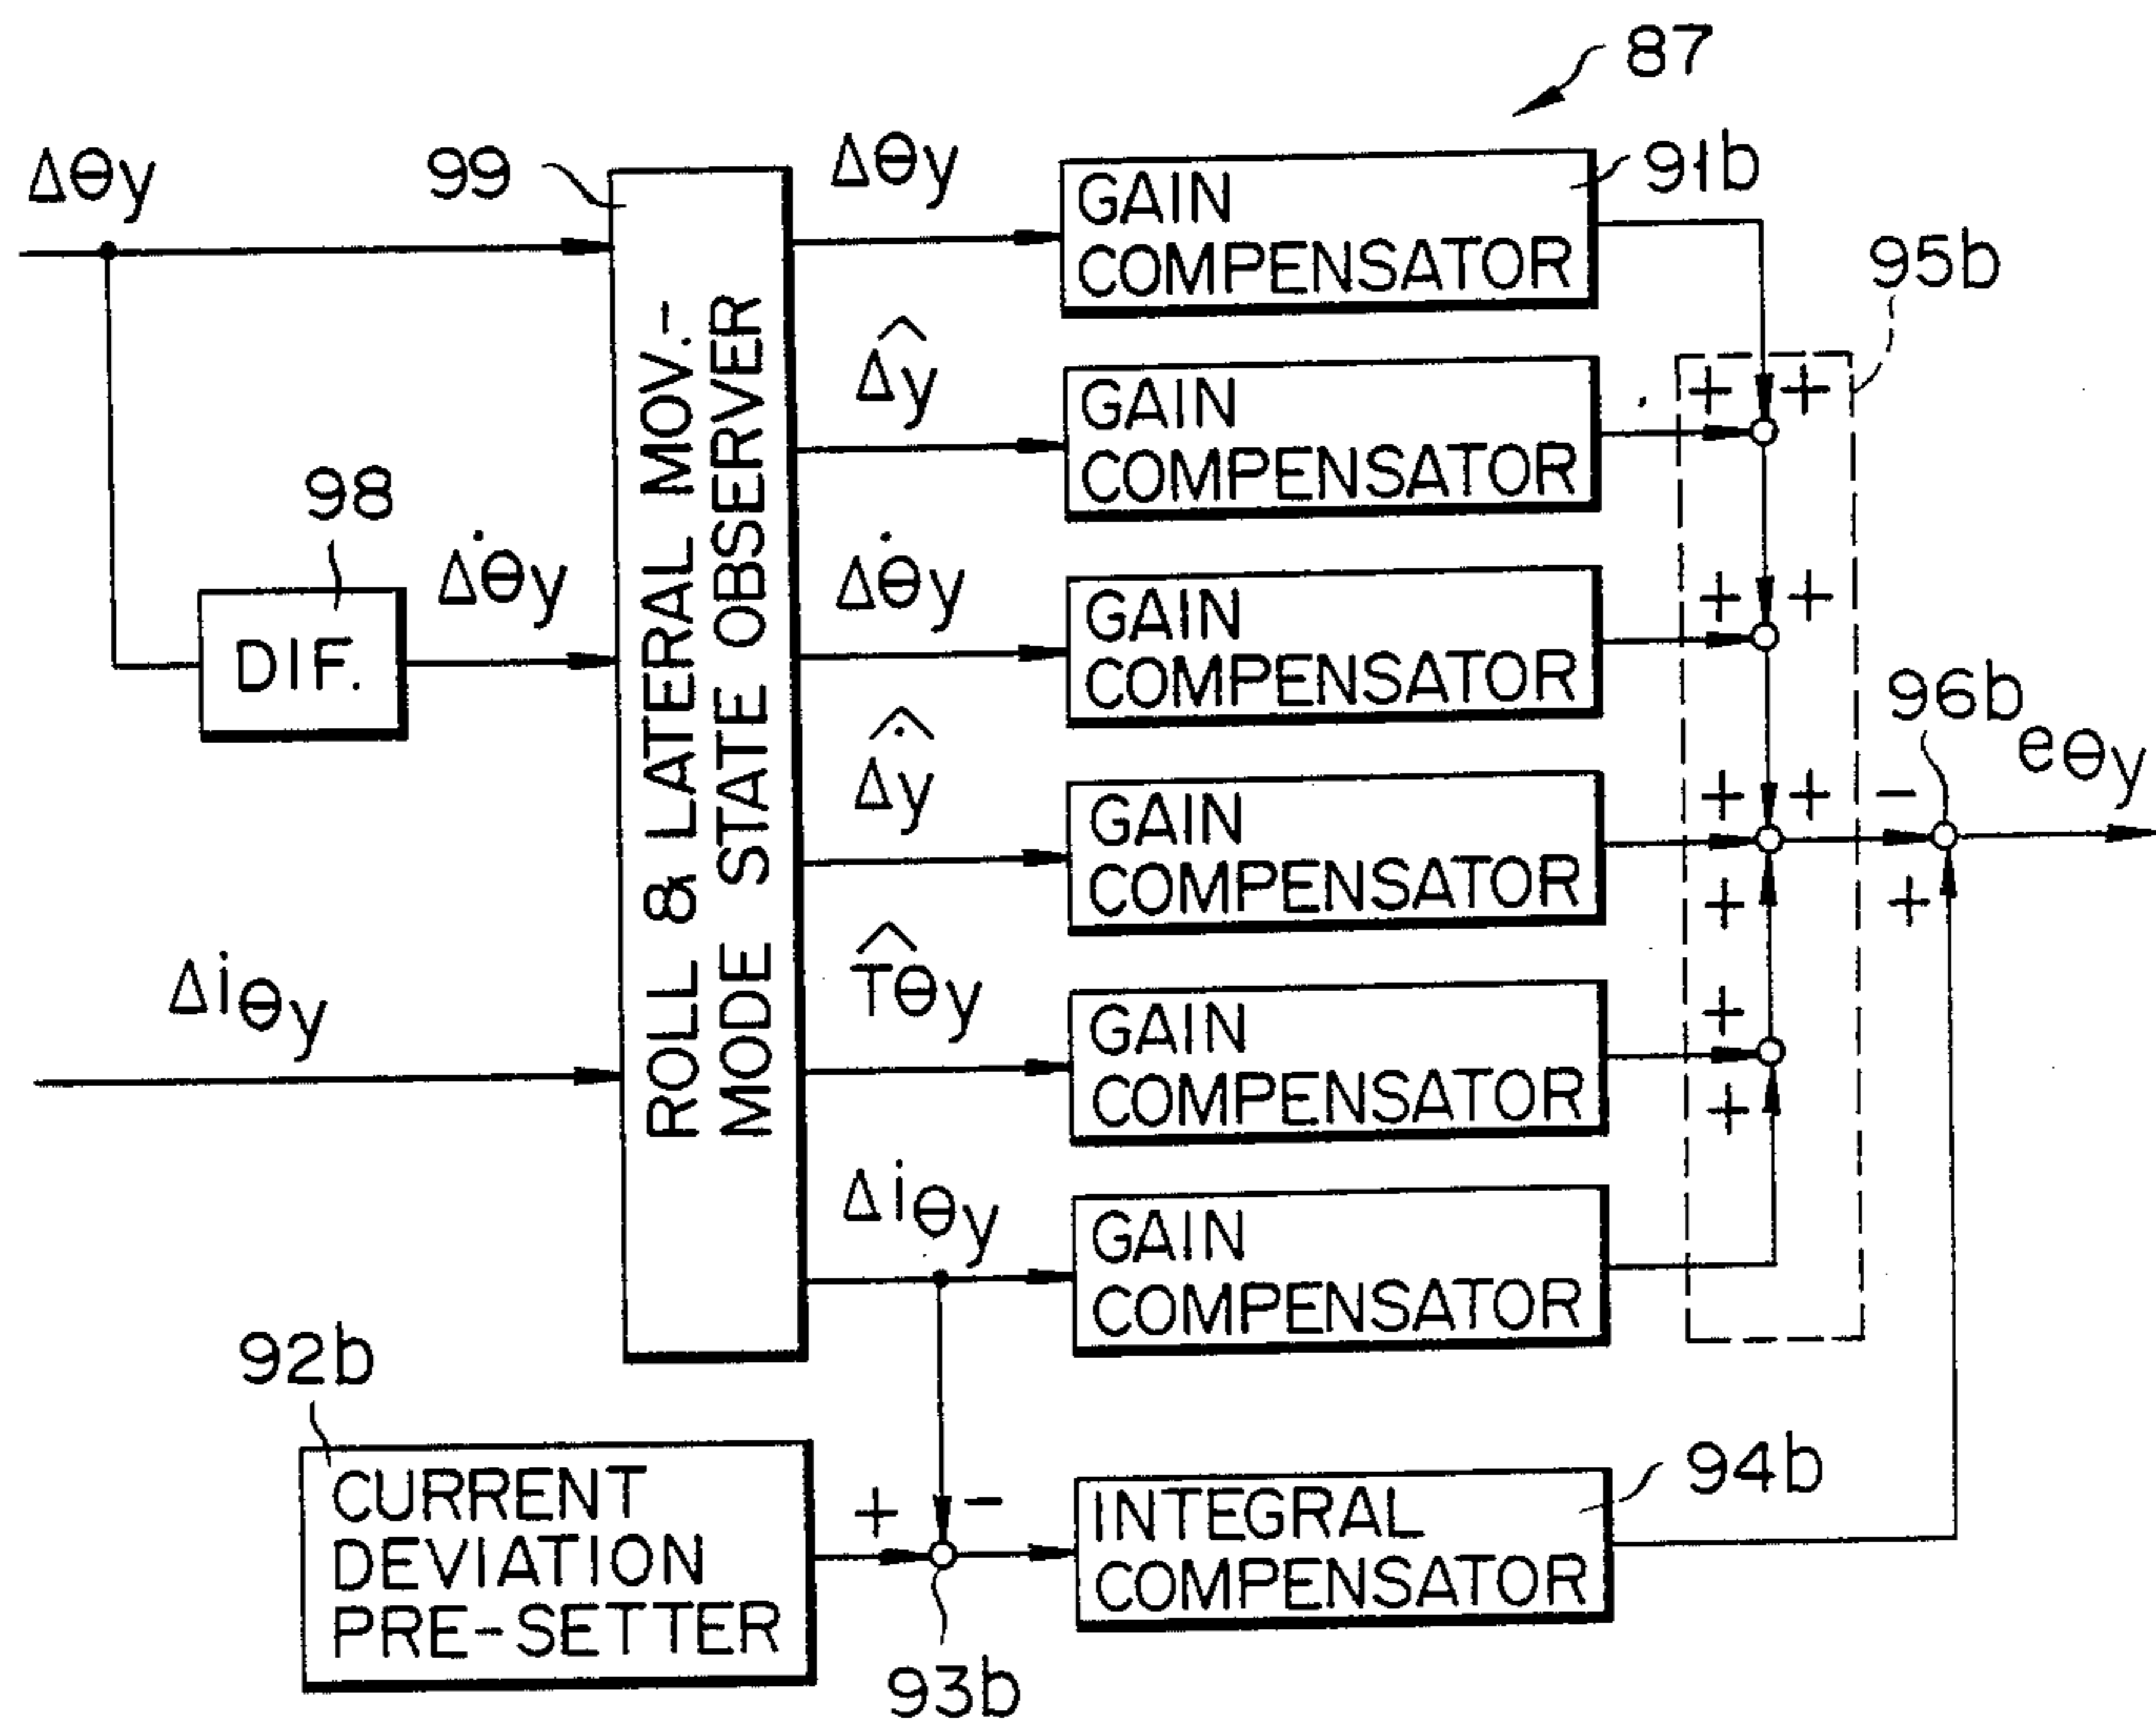 87
Δθy
99
Δθy
GAIN
COMPENSATOR
91b
95b
Δŷ
GAIN
COMPENSATOR
+ +
98
DIF.
Δθ̇y
ROLL & LATERAL MOV.-
MODE STATE OBSERVER
Δθ̇y
GAIN
COMPENSATOR
+ +
96b
eθy
Δẏ̂
GAIN
COMPENSATOR
+ + -
+ +
Δiθy
T̂θy
GAIN
COMPENSATOR
+
+
Δiθy
GAIN
COMPENSATOR
92b
CURRENT
DEVIATION
PRE-SETTER
+ -
93b
INTEGRAL
COMPENSATOR
94b